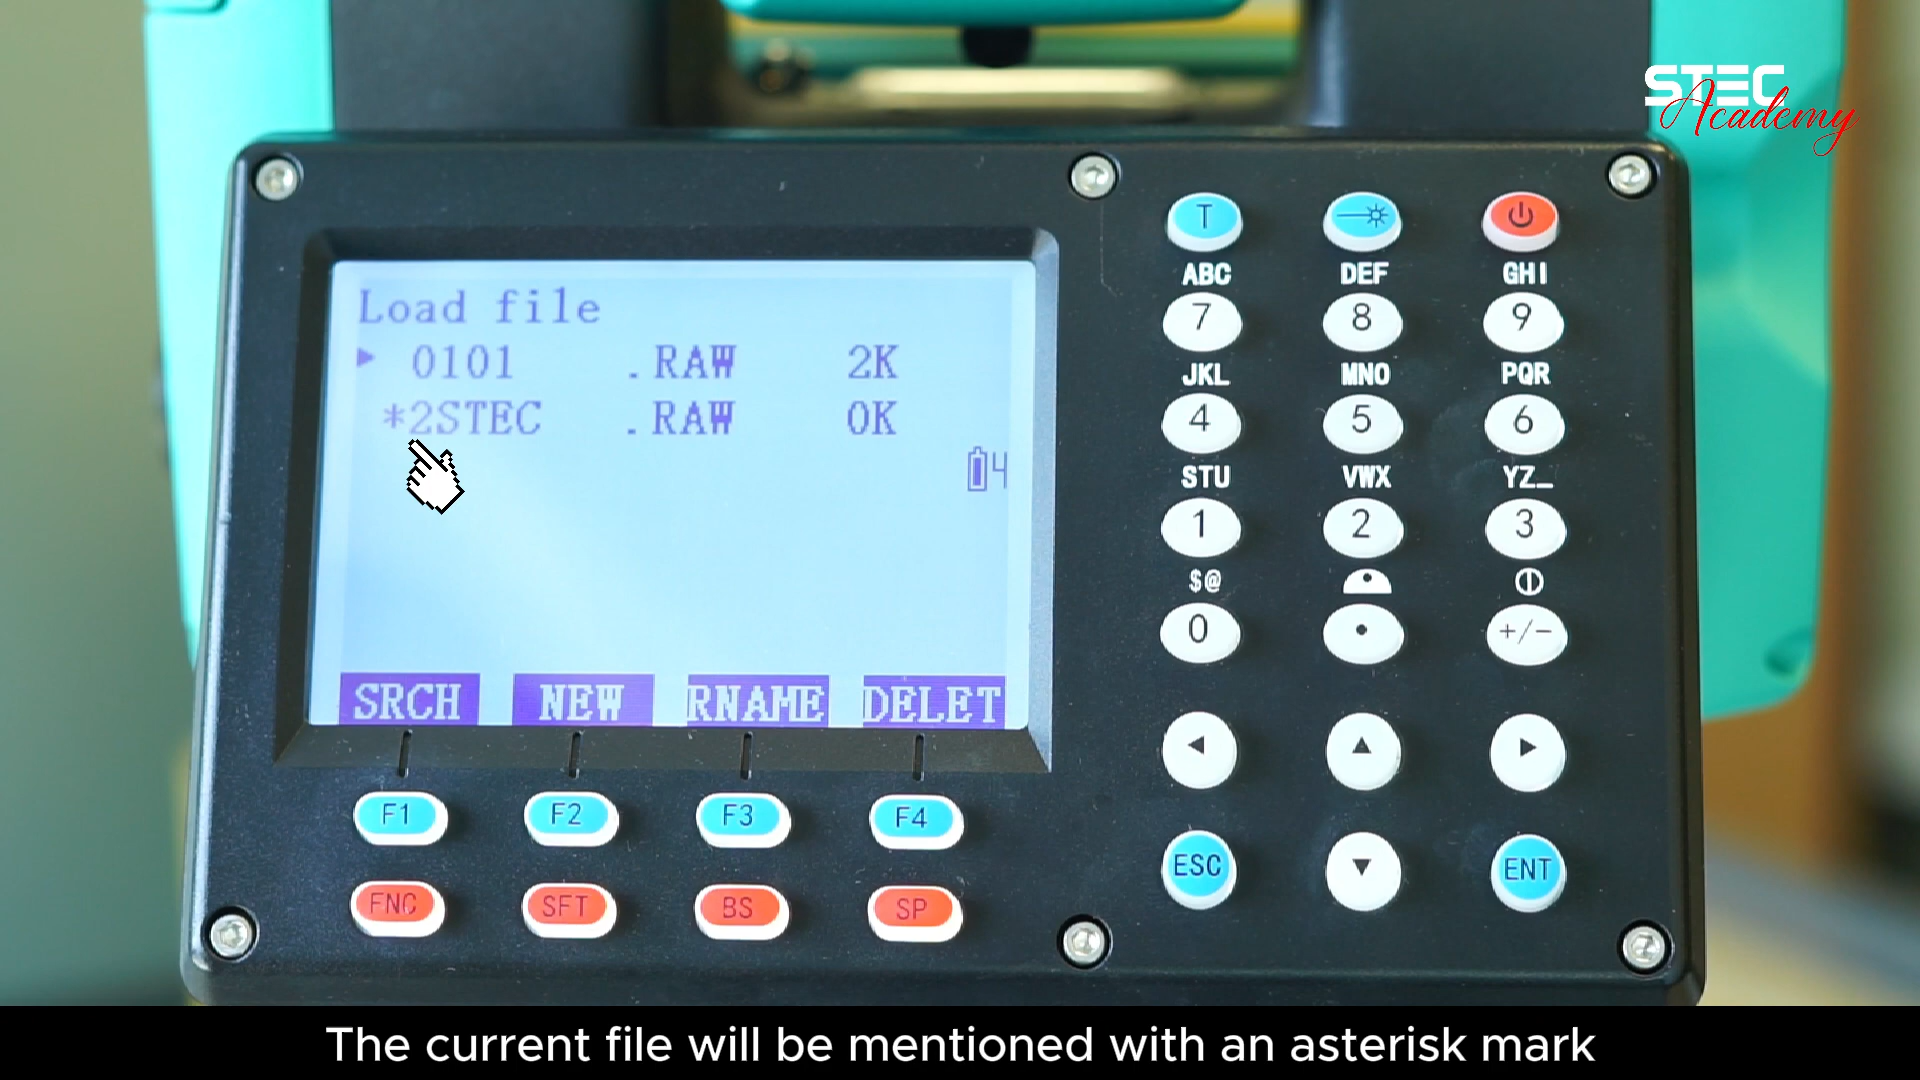 STEC
Academy
Load file
▶ 0101 .RAW 2K
*2STEC .RAW 0K
4
SRCH NEW RNAME DELET
F1 F2 F3 F4
FNC SFT BS SP
T
ABC DEF GHI
7 8 9
JKL MNO PQR
4 5 6
STU VWX YZ_
1 2 3
$@
0 • +/-
ESC ENT
The current file will be mentioned with an asterisk mark